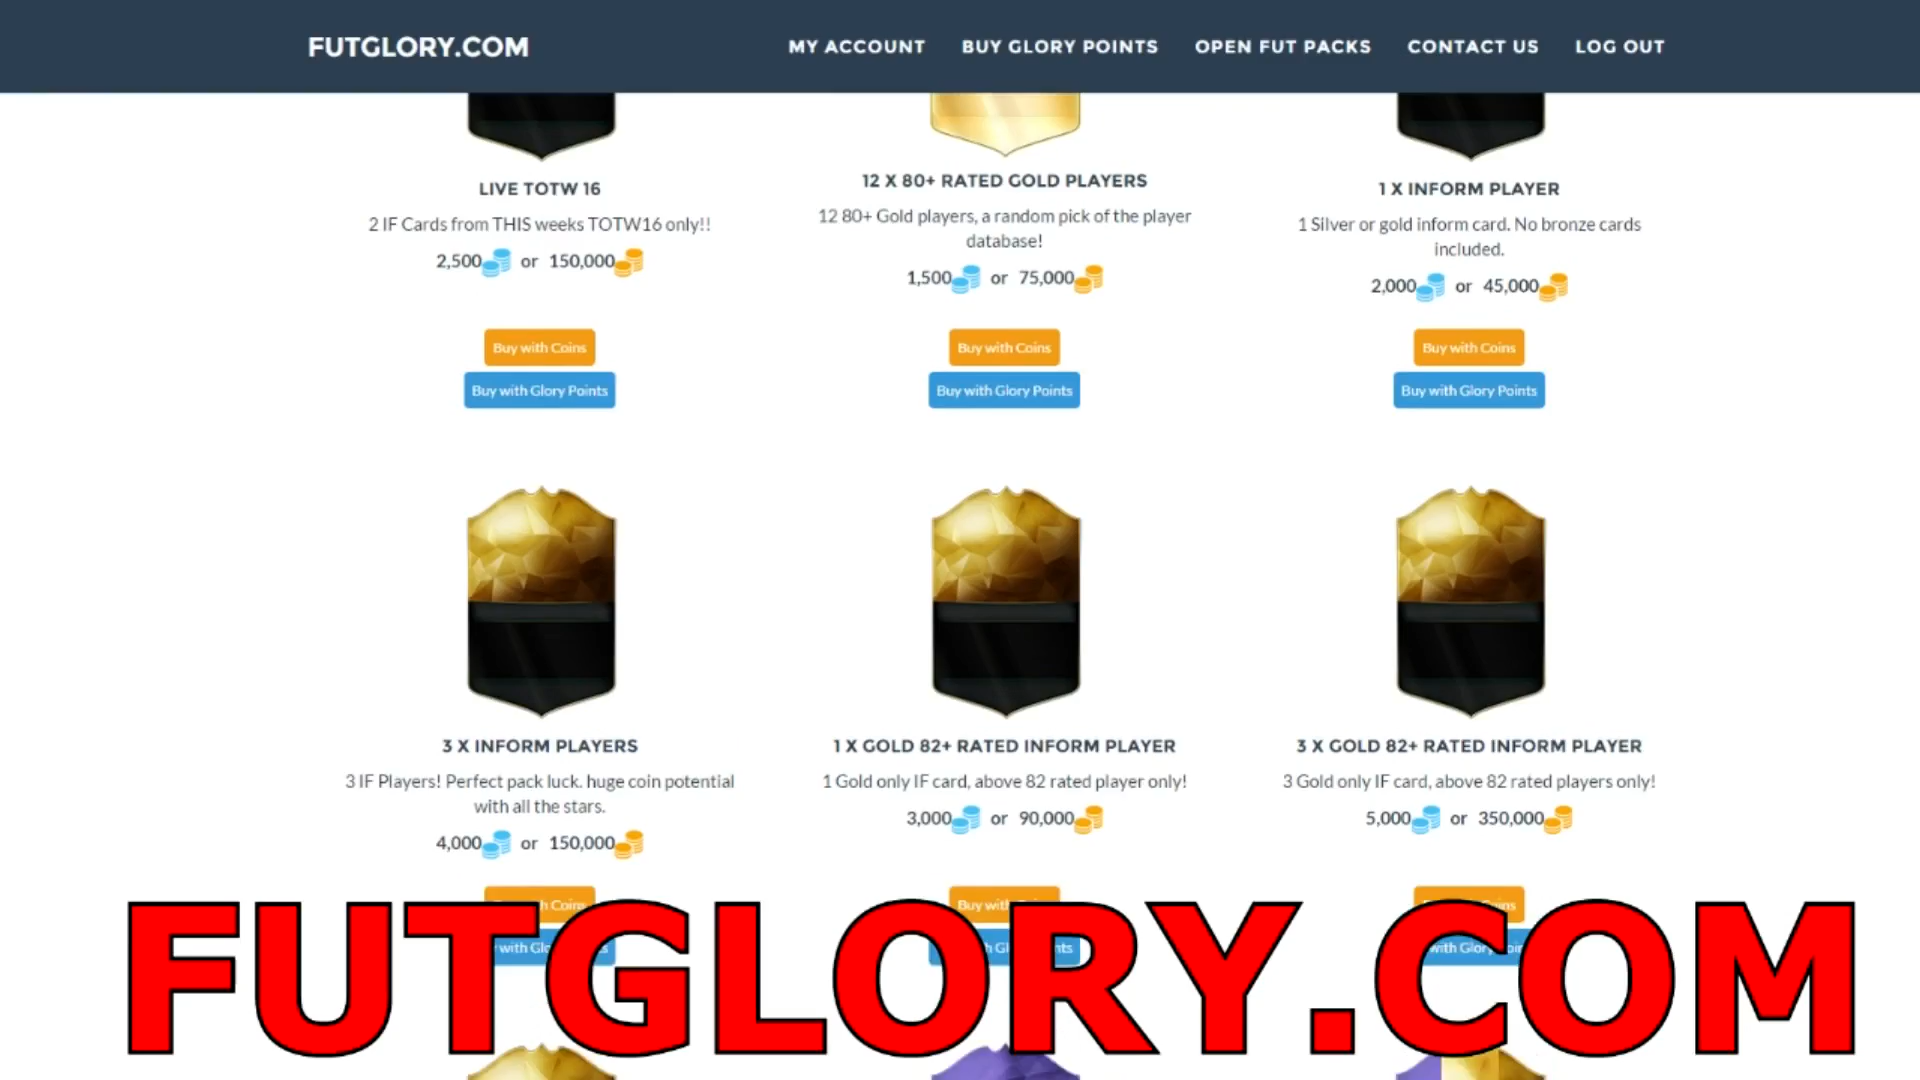 FUTGLORY.COM
MY ACCOUNT BUY GLORY POINTS OPEN FUT PACKS CONTACT US LOG OUT
LIVE TOTW 16
2 IF Cards from THIS weeks TOTW16 only!!
2,500 or 150,000
Buy with Coins
Buy with Glory Points
12 X 80+ RATED GOLD PLAYERS
12 80+ Gold players, a random pick of the player
database!
1,500 or 75,000
Buy with Coins
Buy with Glory Points
1 X INFORM PLAYER
1 Silver or gold inform card. No bronze cards
included.
2,000 or 45,000
Buy with Coins
Buy with Glory Points
3 X INFORM PLAYERS
3 IF Players! Perfect pack luck. huge coin potential
with all the stars.
4,000 or 150,000
1 X GOLD 82+ RATED INFORM PLAYER
1 Gold only IF card, above 82 rated player only!
3,000 or 90,000
Buy with
3 X GOLD 82+ RATED INFORM PLAYER
3 Gold only IF card, above 82 rated players only!
5,000 or 350,000
FUTGLORY.COM